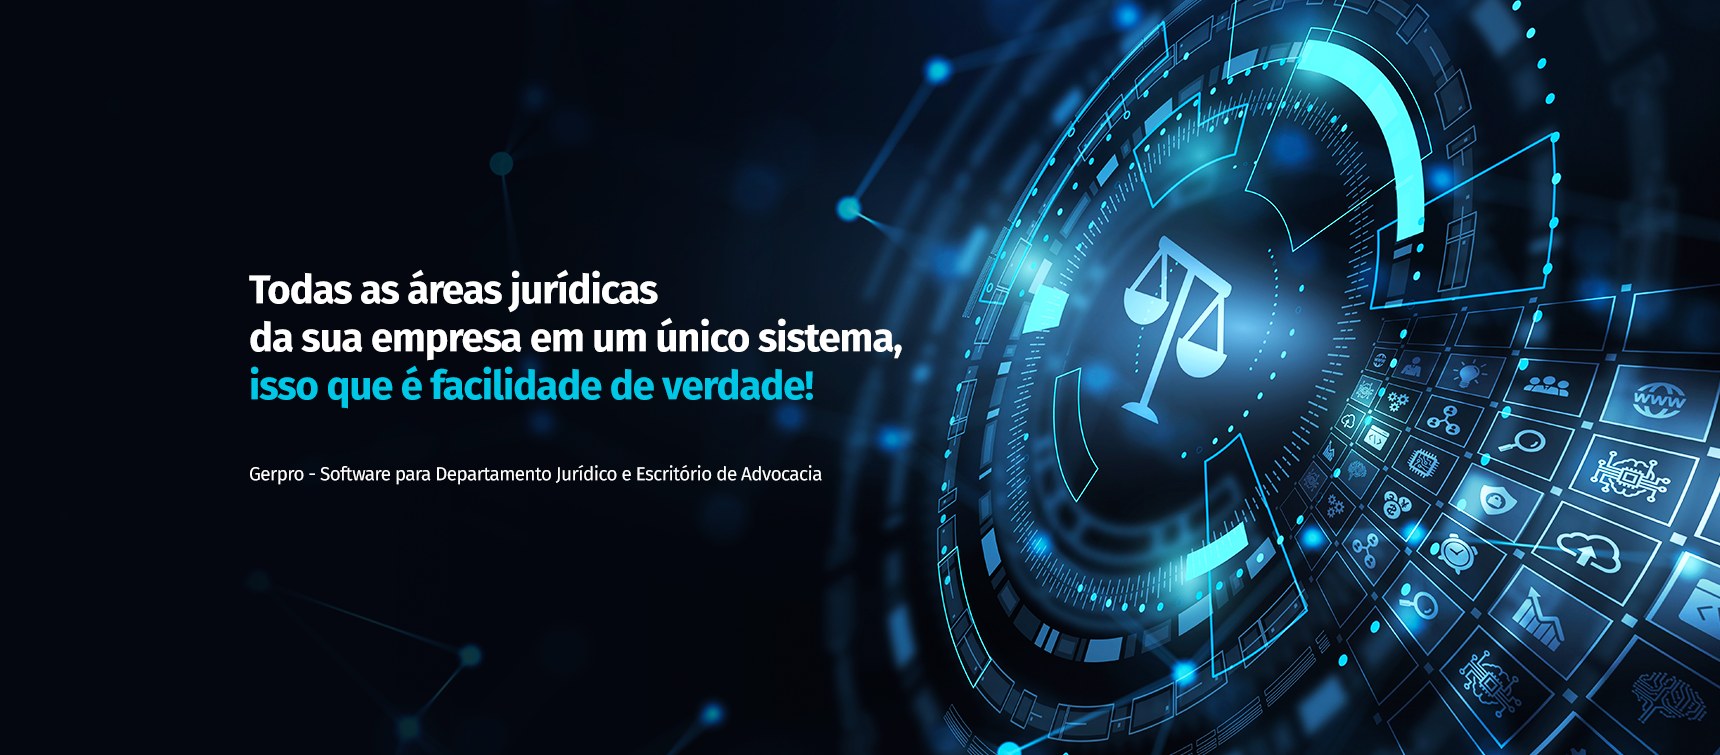 Todas as áreas jurídicas
da sua empresa em um único sistema,
isso que é facilidade de verdade!
Gerpro - Software para Departamento Jurídico e Escritório de Advocacia
www